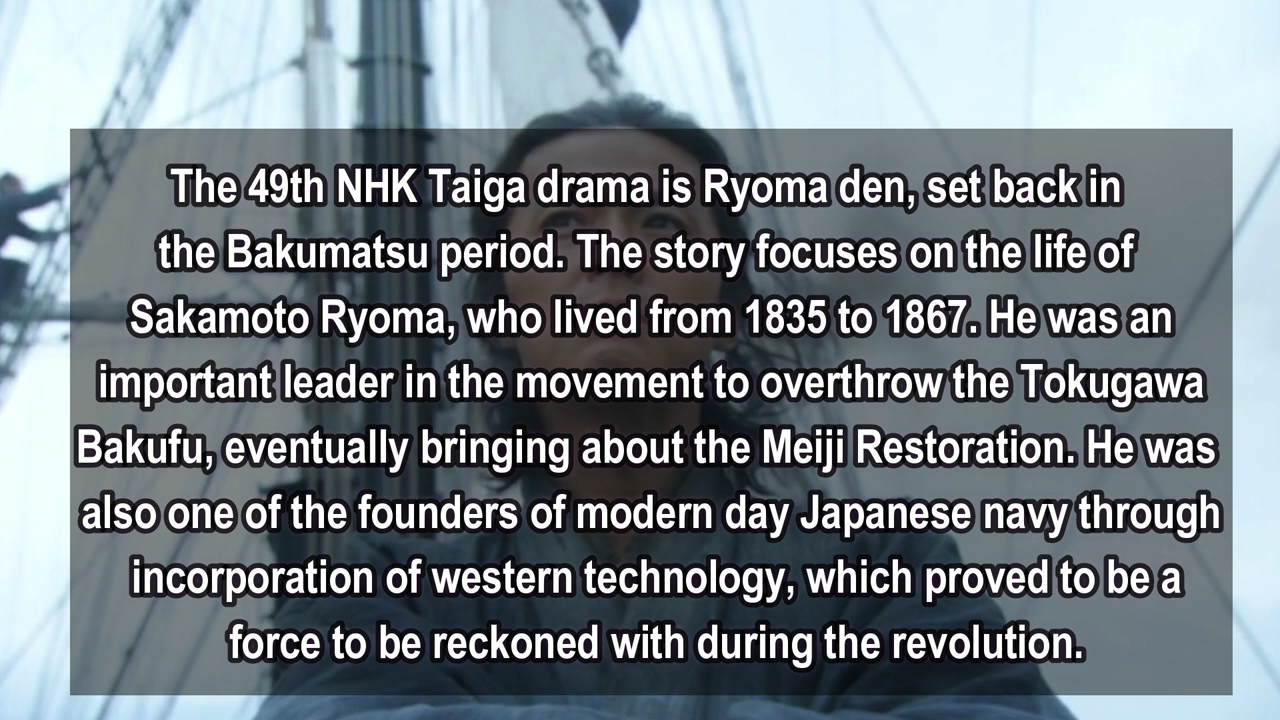 The 49th NHK Taiga drama is Ryoma den, set back in
the Bakumatsu period. The story focuses on the life of
Sakamoto Ryoma, who lived from 1835 to 1867. He was an
important leader in the movement to overthrow the Tokugawa
Bakufu, eventually bringing about the Meiji Restoration. He was
also one of the founders of modern day Japanese navy through
incorporation of western technology, which proved to be a
force to be reckoned with during the revolution.